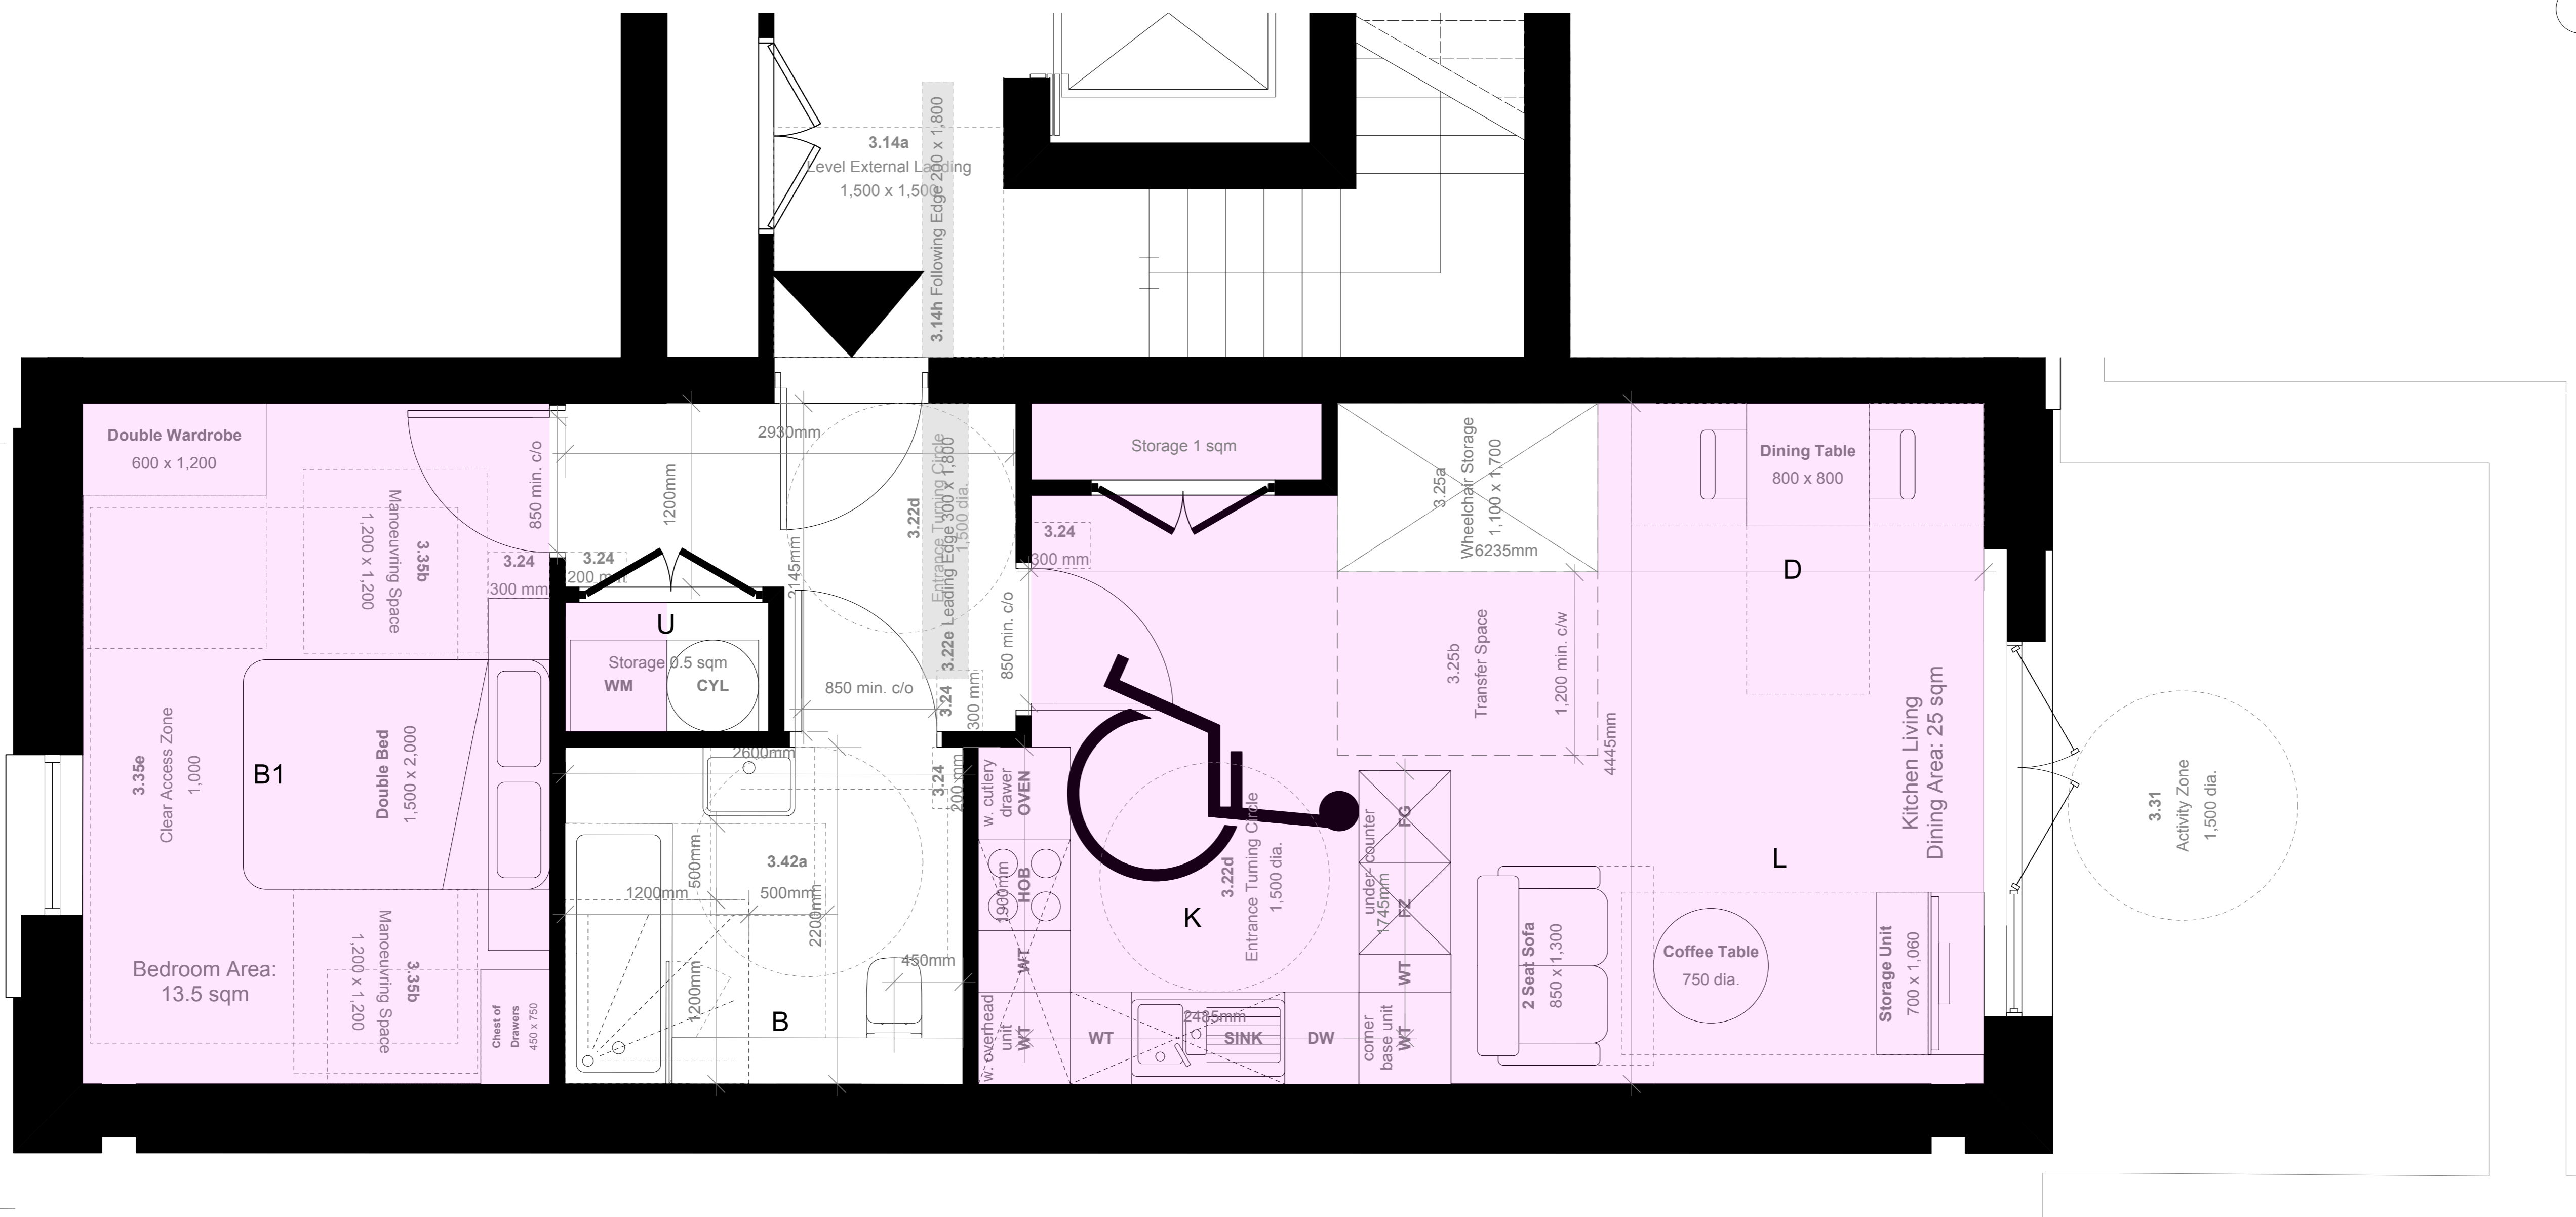 3.14a
Level External Landing
1,500 x 1,500
3.14h Following Edge 200 x 1,800
Double Wardrobe
600 x 1,200
3.35b
Manoeuvring Space
1,200 x 1,200
850 min. c/o
3.24
300 mm
3.24
200 mm
1200mm
2930mm
2145mm
3.22d
Entrance Turning Circle
1,500 dia.
3.22e Leading Edge 300 x 1,800
850 min. c/o
3.24
300 mm
850 min. c/o
3.24
300 mm
Storage 1 sqm
3.25a
Wheelchair Storage
1,100 x 1,700
6235mm
Dining Table
800 x 800
D
3.25b
Transfer Space
1,200 min. c/w
4445mm
Kitchen Living
Dining Area: 25 sqm
U
Storage 0.5 sqm
WM
CYL
3.35e
Clear Access Zone
1,000
B1
Double Bed
1,500 x 2,000
Bedroom Area:
13.5 sqm
3.35b
Manoeuvring Space
1,200 x 1,200
Chest of
Drawers
450 x 750
2600mm
3.24
200 mm
3.42a
500mm
1200mm
500mm
2200mm
1200mm
450mm
B
w. cutlery
drawer
OVEN
HOB
1900mm
WT
w. overhead
unit
WT
WT
2485mm
SINK
DW
corner
base unit
WT
WT
under-counter
FG
FZ
1745mm
K
3.22d
Entrance Turning Circle
1,500 dia.
2 Seat Sofa
850 x 1,300
L
Coffee Table
750 dia.
Storage Unit
700 x 1,060
3.31
Activity Zone
1,500 dia.